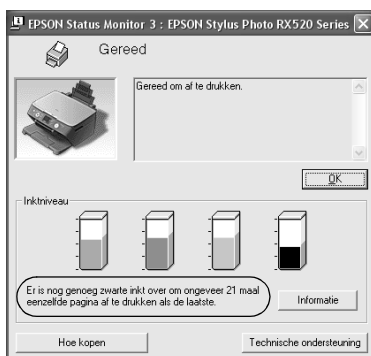 EPSON Status Monitor 3 : EPSON Stylus Photo RX520 Series
Gereed
Gereed om af te drukken.
OK
Inktniveau
Er is nog genoeg zwarte inkt over om ongeveer 21 maal
eenzelfde pagina af te drukken als de laatste.
Informatie
Hoe kopen
Technische ondersteuning